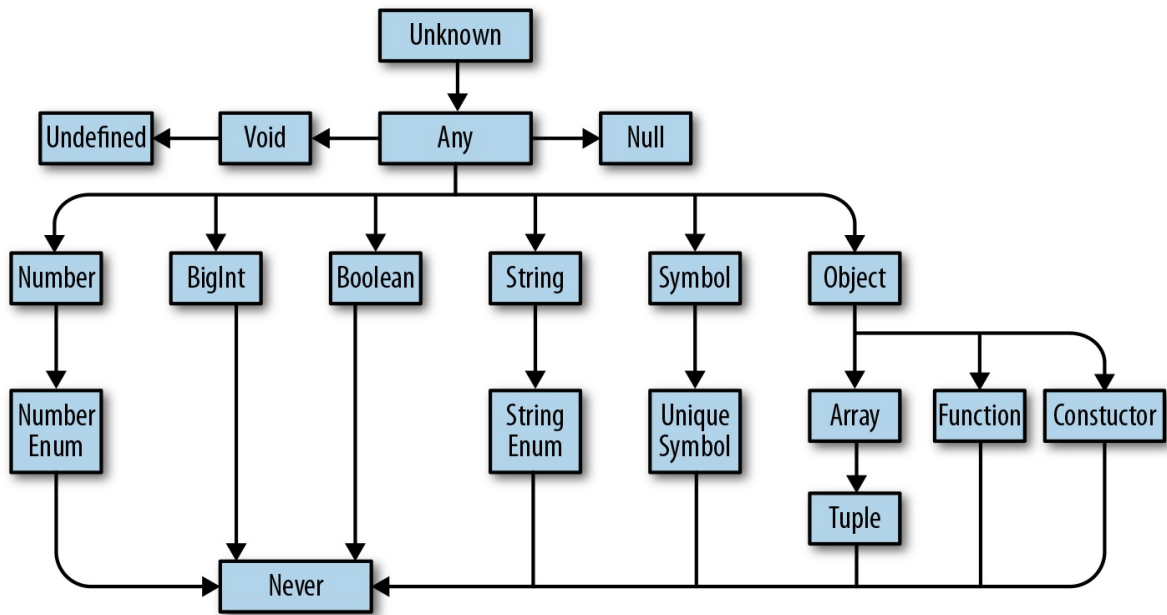 Unknown
Undefined
Void
Any
Null
Number
BigInt
Boolean
String
Symbol
Object
Number
Enum
String
Enum
Unique
Symbol
Array
Function
Constuctor
Tuple
Never